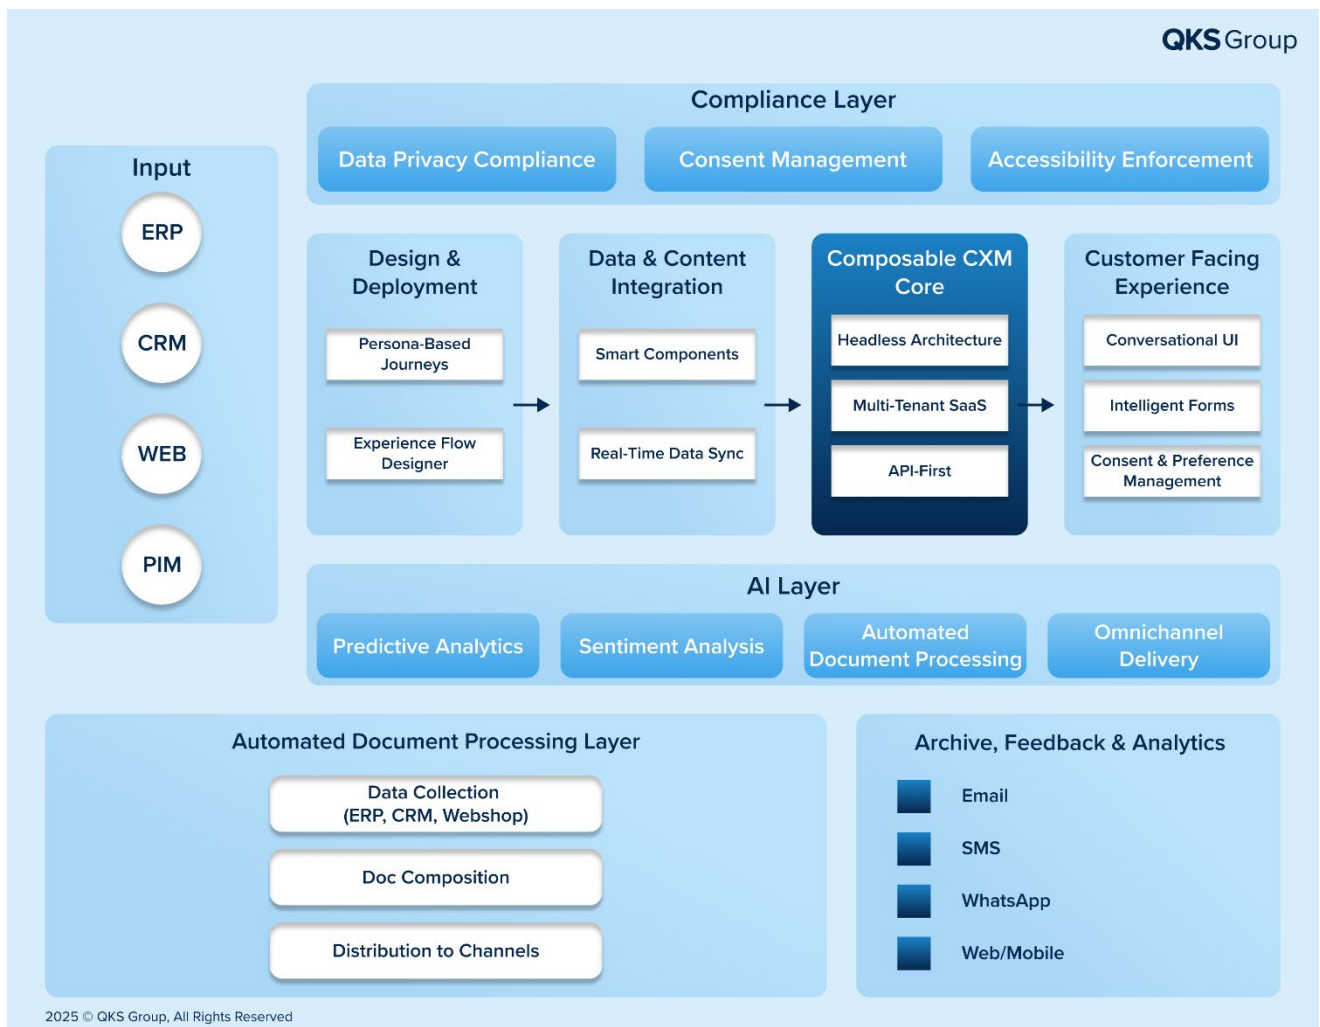 QKS Group
Compliance Layer
Data Privacy Compliance
Consent Management
Accessibility Enforcement
Input
ERP
CRM
WEB
PIM
Design &
Deployment
Persona-Based
Journeys
Experience Flow
Designer
Data & Content
Integration
Smart Components
Real-Time Data Sync
Composable CXM
Core
Headless Architecture
Multi-Tenant SaaS
API-First
Customer Facing
Experience
Conversational UI
Intelligent Forms
Consent & Preference
Management
AI Layer
Predictive Analytics
Sentiment Analysis
Automated
Document Processing
Omnichannel
Delivery
Automated Document Processing Layer
Data Collection
(ERP, CRM, Webshop)
Doc Composition
Distribution to Channels
Archive, Feedback & Analytics
Email
SMS
WhatsApp
Web/Mobile
2025 © QKS Group, All Rights Reserved